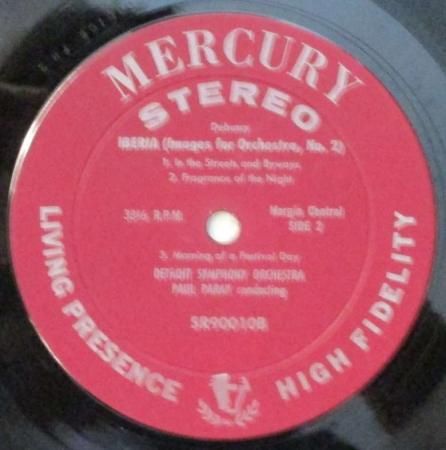 MERCURY
STEREO
Debussy
IBERIA (Images for Orchestra, No. 2)
1. In the Streets and Byways
2. Fragrance of the Night
33⅓ R.P.M.
Margin Control
SIDE 2
3. Morning of a Festival Day
DETROIT SYMPHONY ORCHESTRA
PAUL PARAY conducting
SR90010B
LIVING PRESENCE
HIGH FIDELITY